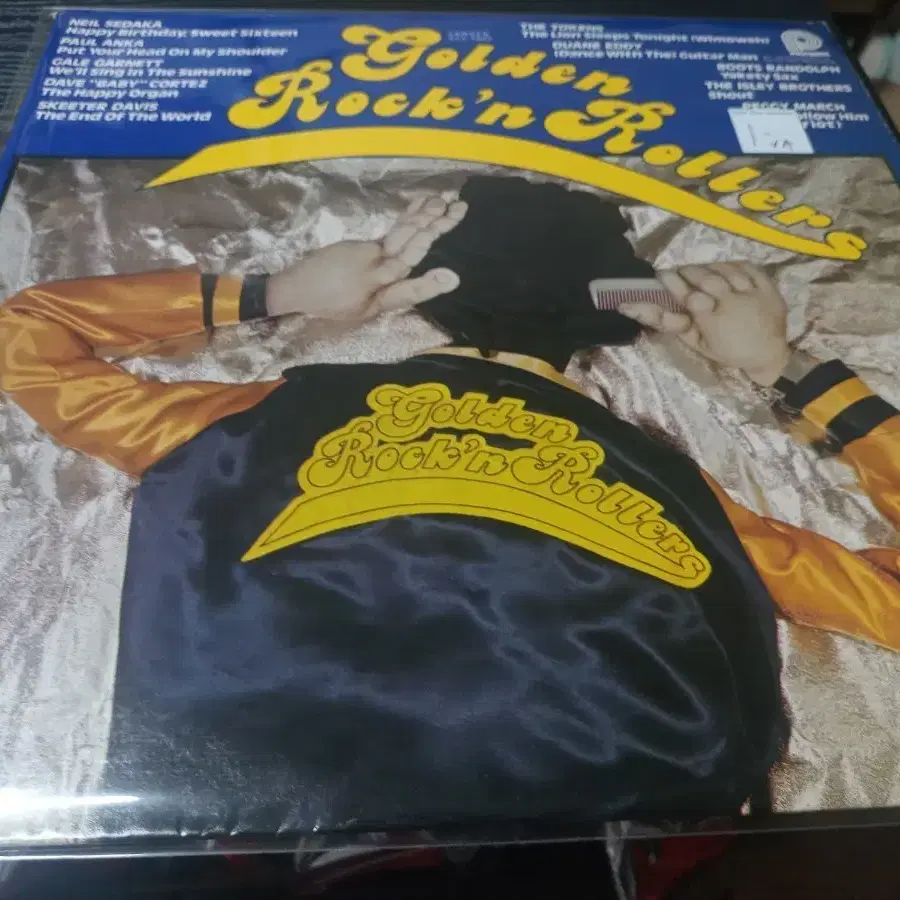 NEIL SEDAKA
Happy Birthday, Sweet Sixteen
PAUL ANKA
Put Your Head On My Shoulder
GALE GARNETT
We'll Sing In The Sunshine
DAVE "BABY" CORTEZ
The Happy Organ
SKEETER DAVIS
The End Of The World
Golden
Rock'n Rollers
THE TOKENS
The Lion Sleeps Tonight (Wimoweh)
DUANE EDDY
(Dance With The) Guitar Man
BOOTS RANDOLPH
Yakety Sax
THE ISLEY BROTHERS
Shout
PEGGY MARCH
Follow Him
riot)
Golden
Rock'n Rollers